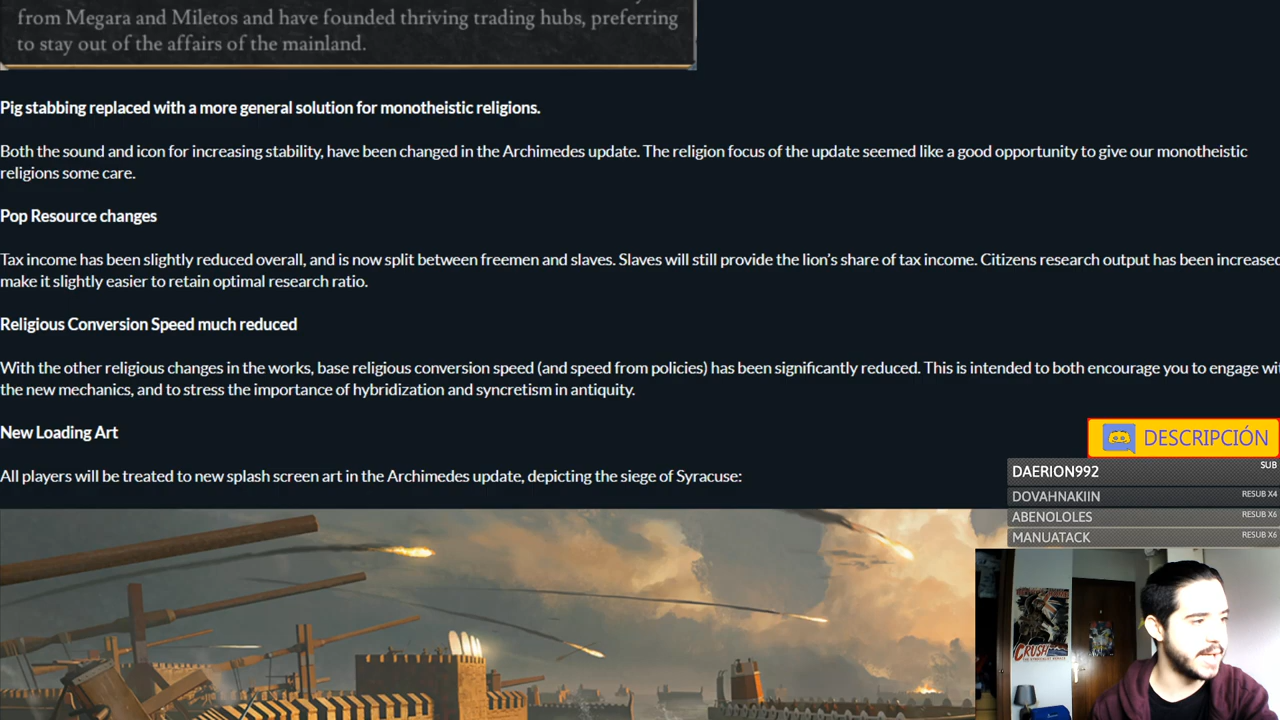 from Megara and Miletos and have founded thriving trading hubs, preferring
to stay out of the affairs of the mainland.
Pig stabbing replaced with a more general solution for monotheistic religions.
Both the sound and icon for increasing stability, have been changed in the Archimedes update. The religion focus of the update seemed like a good opportunity to give our monotheistic
religions some care.
Pop Resource changes
Tax income has been slightly reduced overall, and is now split between freemen and slaves. Slaves will still provide the lion's share of tax income. Citizens research output has been increased
make it slightly easier to retain optimal research ratio.
Religious Conversion Speed much reduced
With the other religious changes in the works, base religious conversion speed (and speed from policies) has been significantly reduced. This is intended to both encourage you to engage wi
the new mechanics, and to stress the importance of hybridization and syncretism in antiquity.
New Loading Art
All players will be treated to new splash screen art in the Archimedes update, depicting the siege of Syracuse:
DESCRIPCIÓN
DAERION992 SUB
DOVAHNAKIIN RESUB X4
ABENOLOLES RESUB X6
MANUATACK RESUB X6
CRUSH